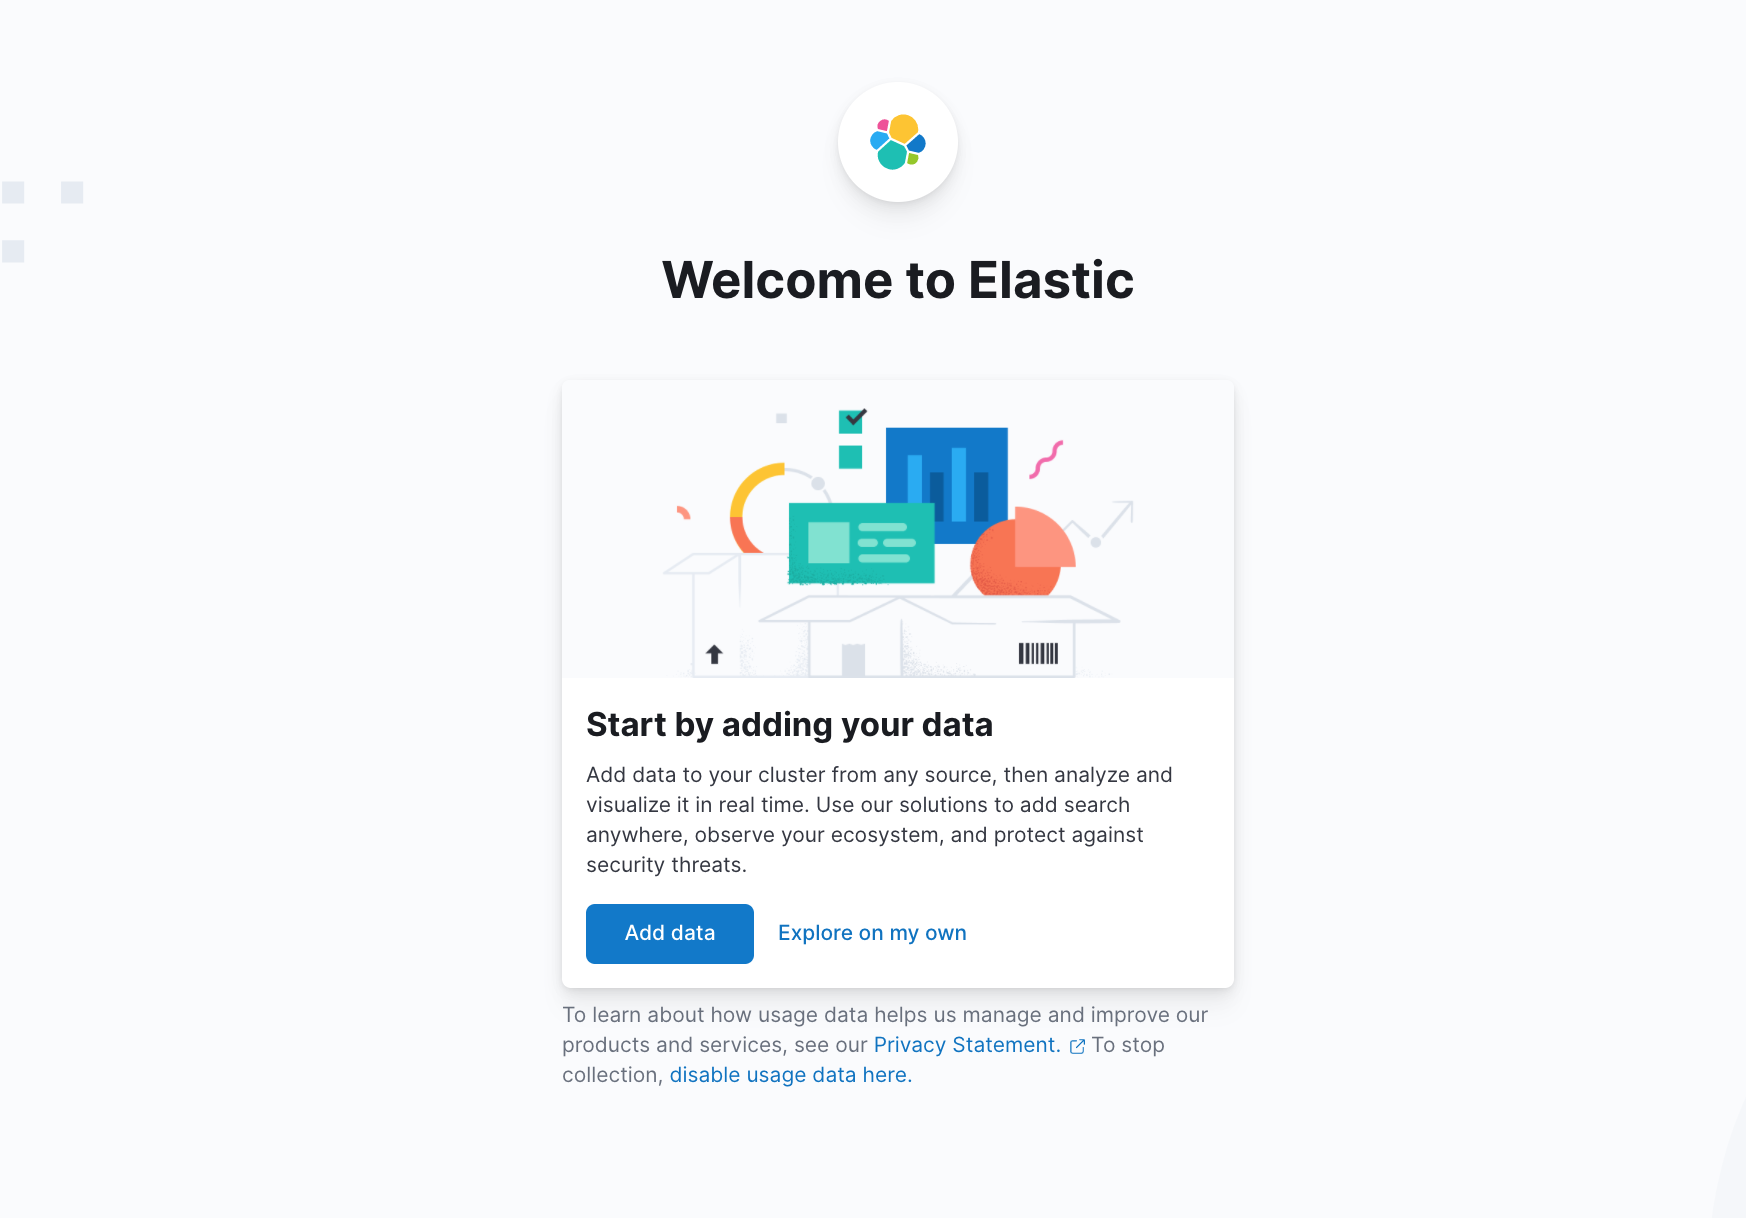 Welcome to Elastic
Start by adding your data
Add data to your cluster from any source, then analyze and
visualize it in real time. Use our solutions to add search
anywhere, observe your ecosystem, and protect against
security threats.
Add data
Explore on my own
To learn about how usage data helps us manage and improve our
products and services, see our Privacy Statement. To stop
collection, disable usage data here.